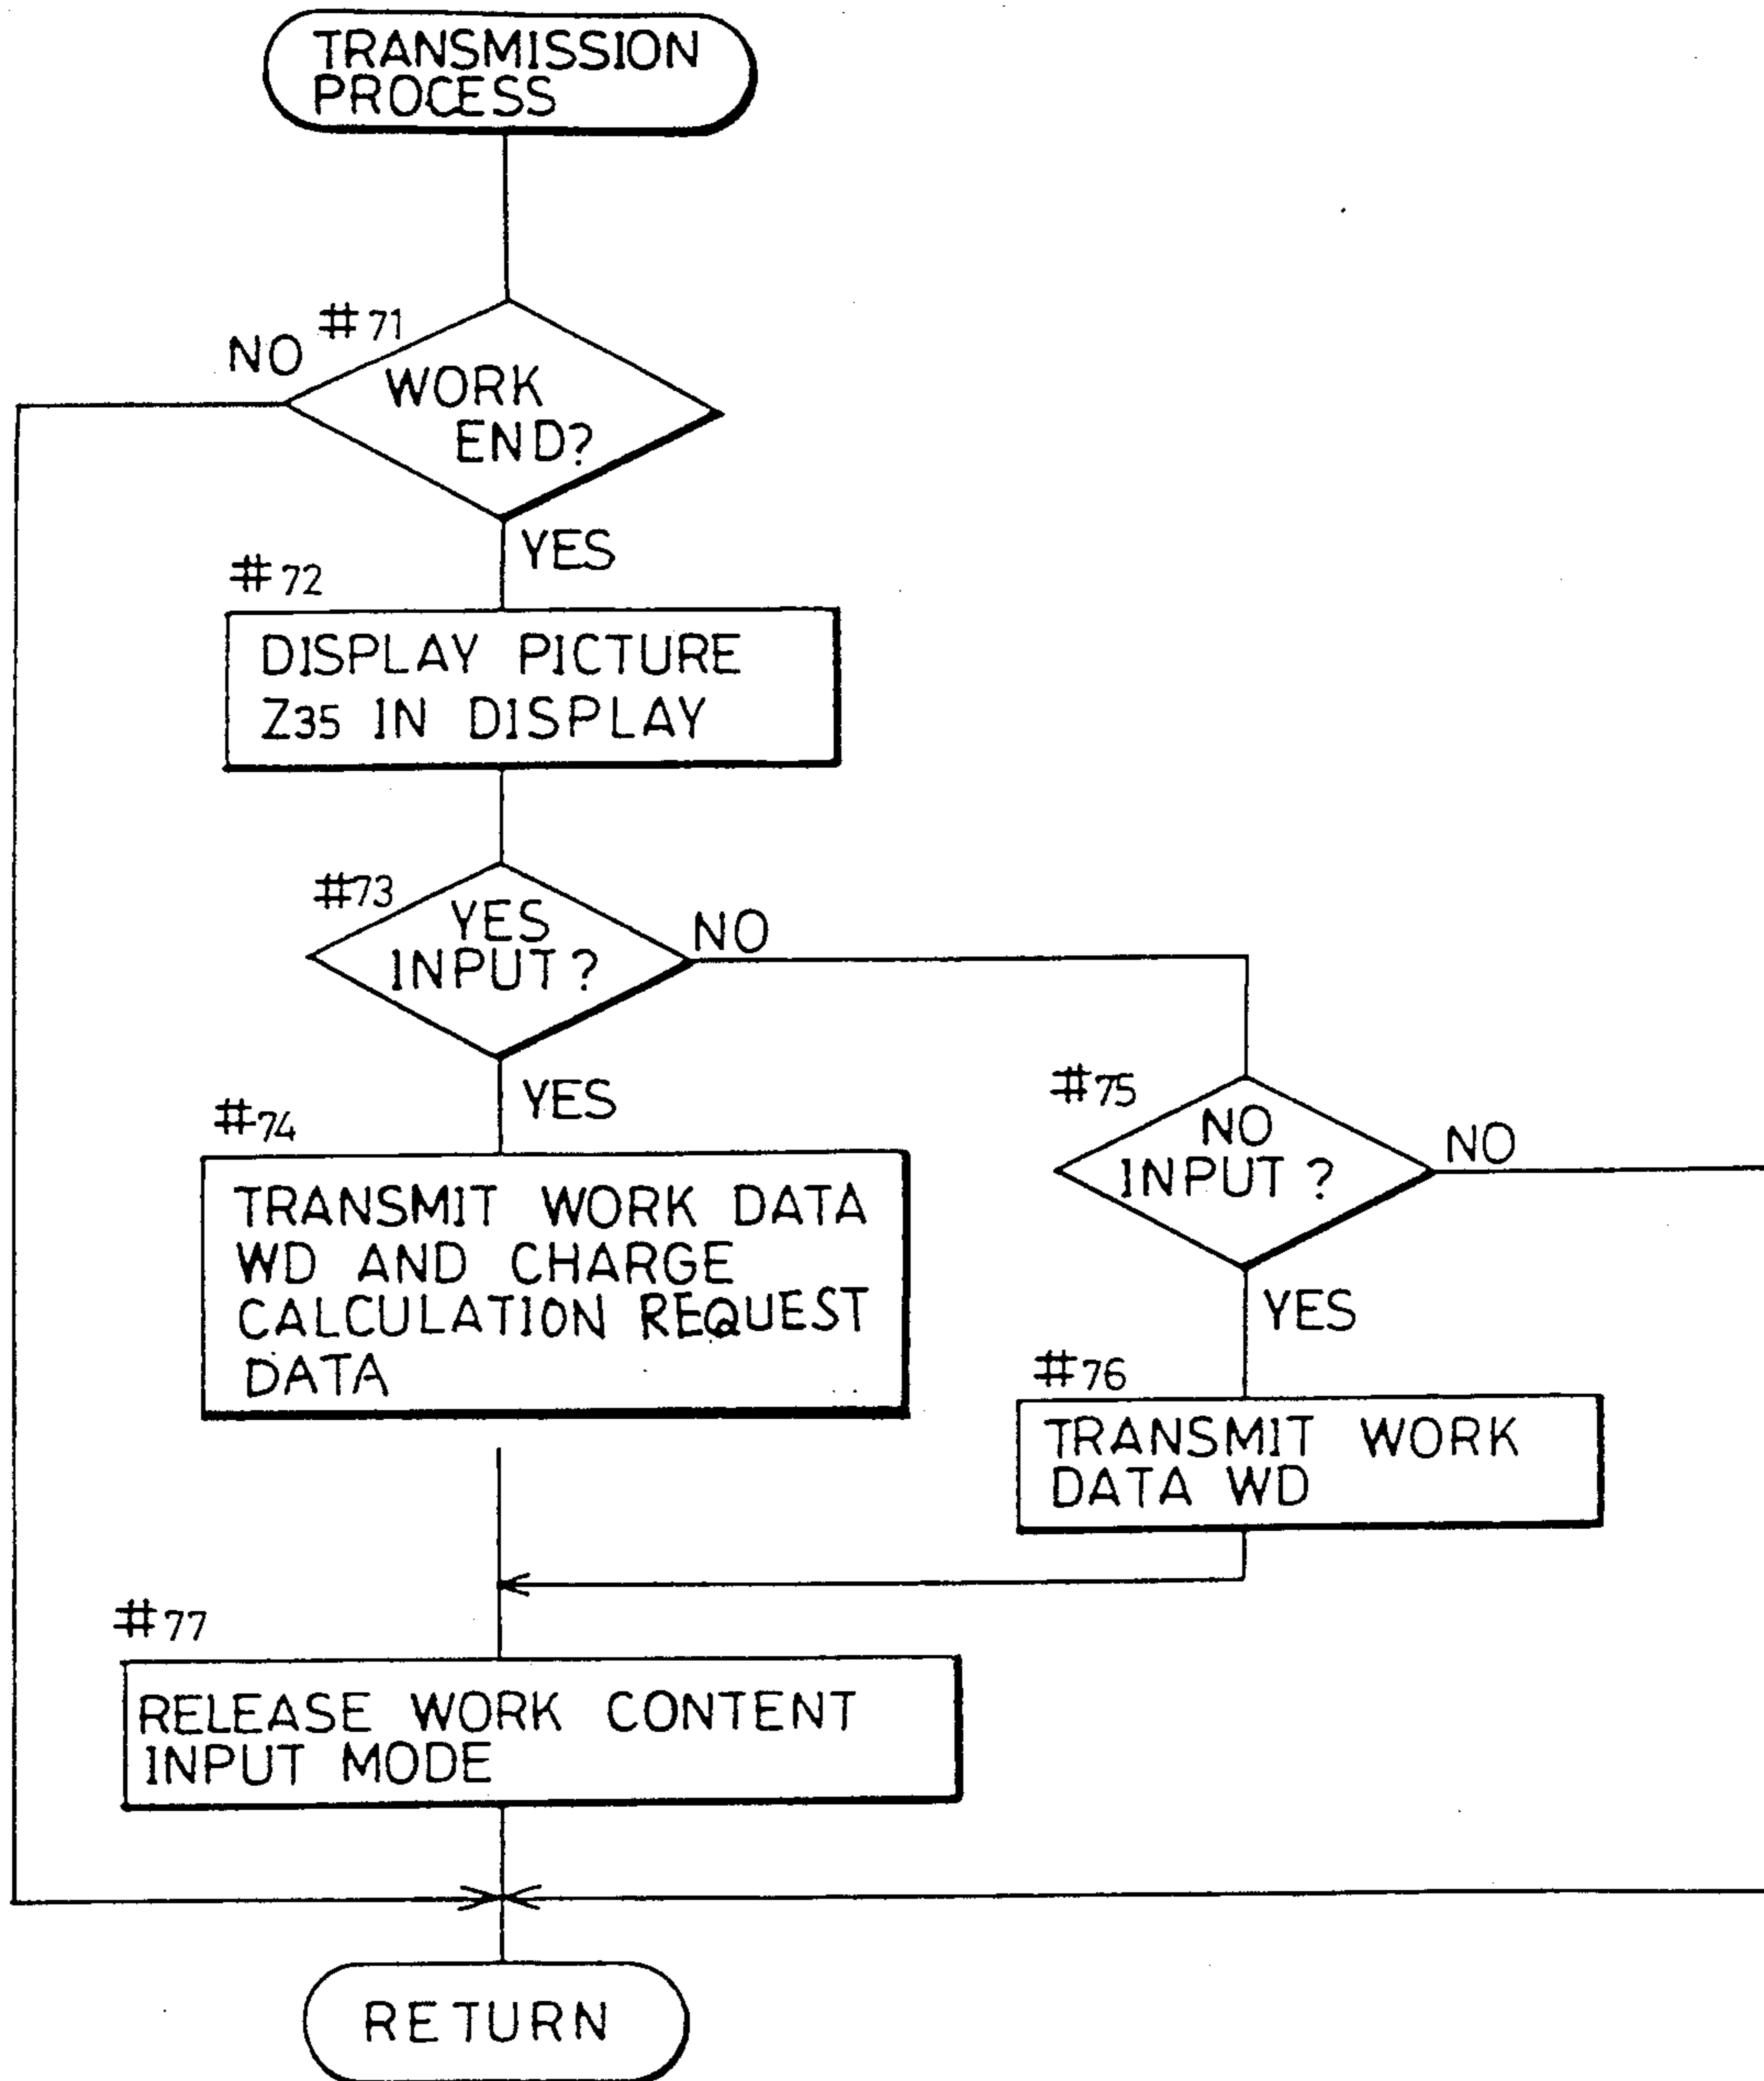 TRANSMISSION
PROCESS
#71
NO
WORK
END?
YES
#72
DISPLAY PICTURE
Z35 IN DISPLAY
#73
YES
INPUT?
NO
YES
#74
TRANSMIT WORK DATA
WD AND CHARGE
CALCULATION REQUEST
DATA
#75
NO
INPUT?
NO
YES
#76
TRANSMIT WORK
DATA WD
#77
RELEASE WORK CONTENT
INPUT MODE
RETURN